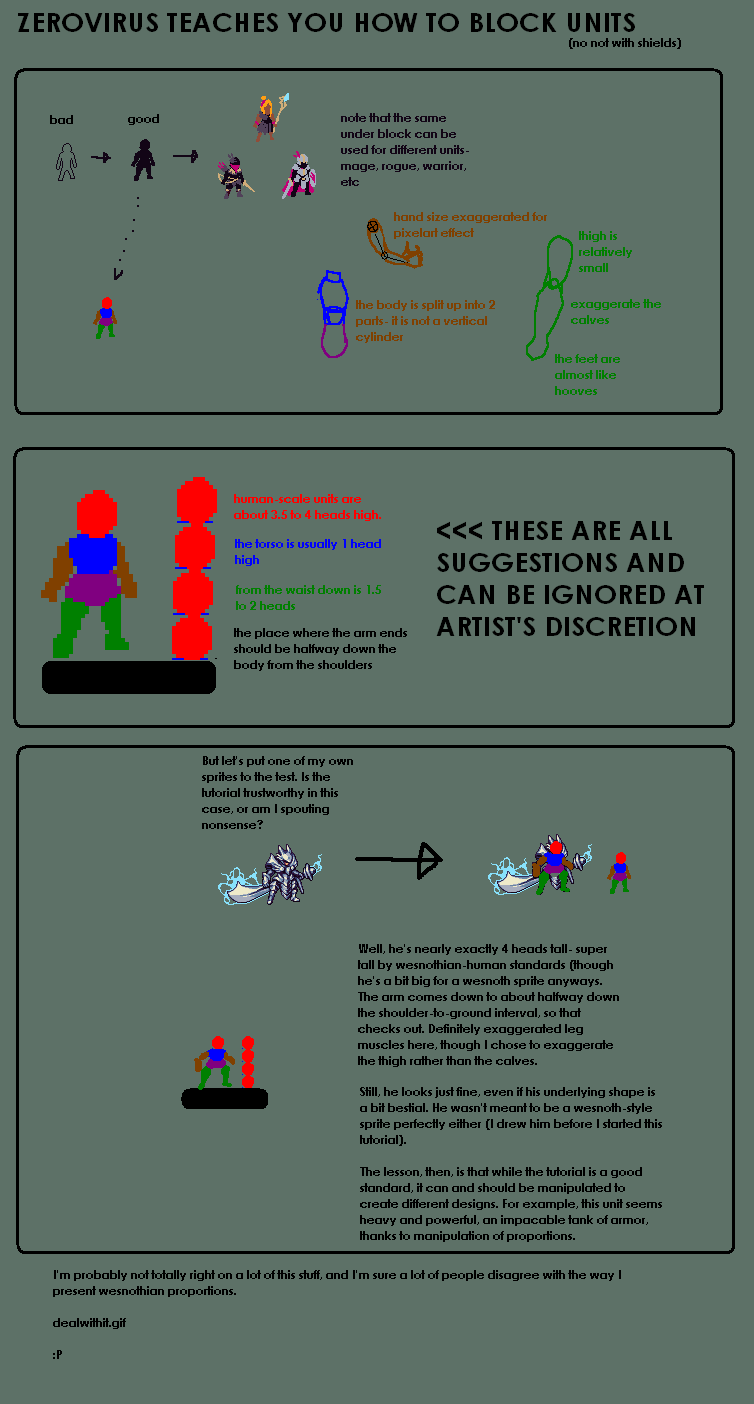 ZEROVIRUS TEACHES YOU HOW TO BLOCK UNITS
(no not with shields)
bad
good
note that the same
under block can be
used for different units-
mage, rogue, warrior,
etc
hand size exaggerated for
pixelart effect
thigh is
relatively
small
the body is split up into 2
parts- it is not a vertical
cylinder
exaggerate the
calves
the feet are
almost like
hooves
human-scale units are
about 3.5 to 4 heads high.
the torso is usually 1 head
high
from the waist down is 1.5
to 2 heads
the place where the arm ends
should be halfway down the
body from the shoulders
<<< THESE ARE ALL
SUGGESTIONS AND
CAN BE IGNORED AT
ARTIST'S DISCRETION
But let's put one of my own
sprites to the test. Is the
tutorial trustworthy in this
case, or am I spouting
nonsense?
Well, he's nearly exactly 4 heads tall- super
tall by wesnothian-human standards (though
he's a bit big for a wesnoth sprite anyways.
The arm comes down to about halfway down
the shoulder-to-ground interval, so that
checks out. Definitely exaggerated leg
muscles here, though I chose to exaggerate
the thigh rather than the calves.
Still, he looks just fine, even if his underlying shape is
a bit bestial. He wasn't meant to be a wesnoth-style
sprite perfectly either (I drew him before I started this
tutorial).
The lesson, then, is that while the tutorial is a good
standard, it can and should be manipulated to
create different designs. For example, this unit seems
heavy and powerful, an impacable tank of armor,
thanks to manipulation of proportions.
I'm probably not totally right on a lot of this stuff, and I'm sure a lot of people disagree with the way I
present wesnothian proportions.
dealwithit.gif
:P